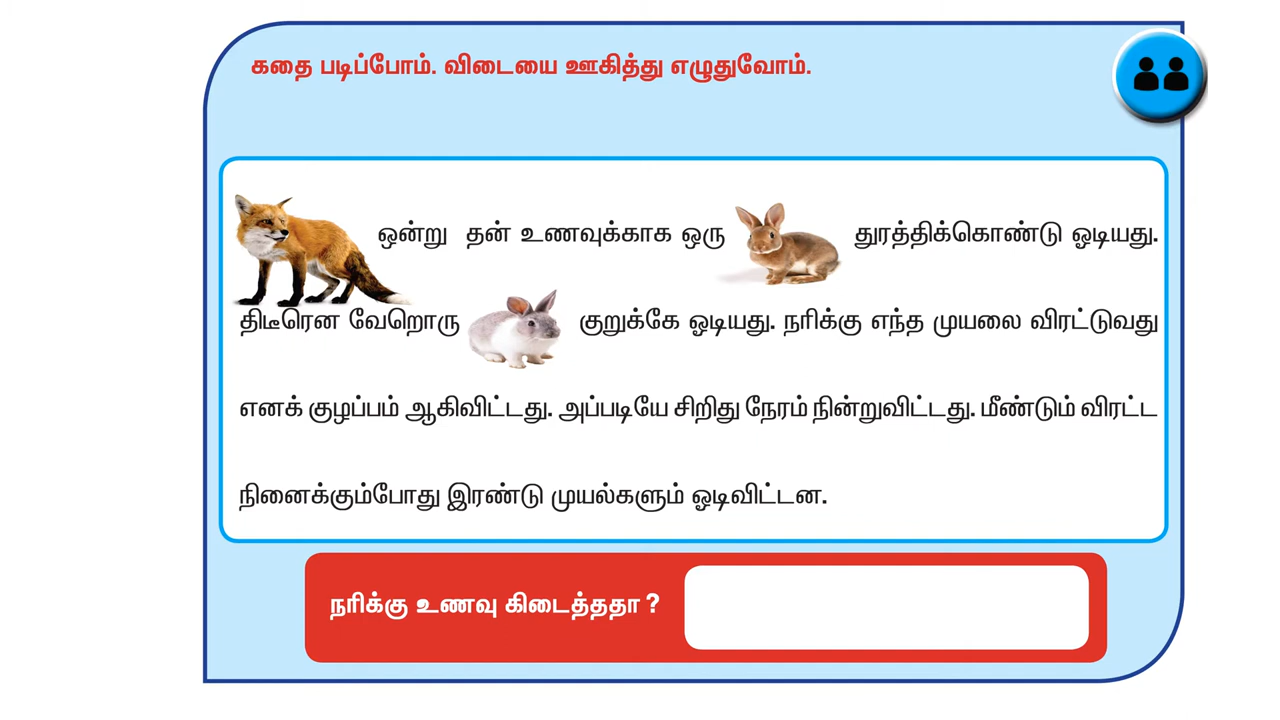 கதை படிப்போம். விடையை ஊகித்து எழுதுவோம்.
ஒன்று தன் உணவுக்காக ஒரு துரத்திக்கொண்டு ஓடியது.
திடீரென வேறொரு குறுக்கே ஓடியது. நரிக்கு எந்த முயலை விரட்டுவது
எனக் குழப்பம் ஆகிவிட்டது. அப்படியே சிறிது நேரம் நின்றுவிட்டது. மீண்டும் விரட்ட
நினைக்கும்போது இரண்டு முயல்களும் ஓடிவிட்டன.
நரிக்கு உணவு கிடைத்ததா ?